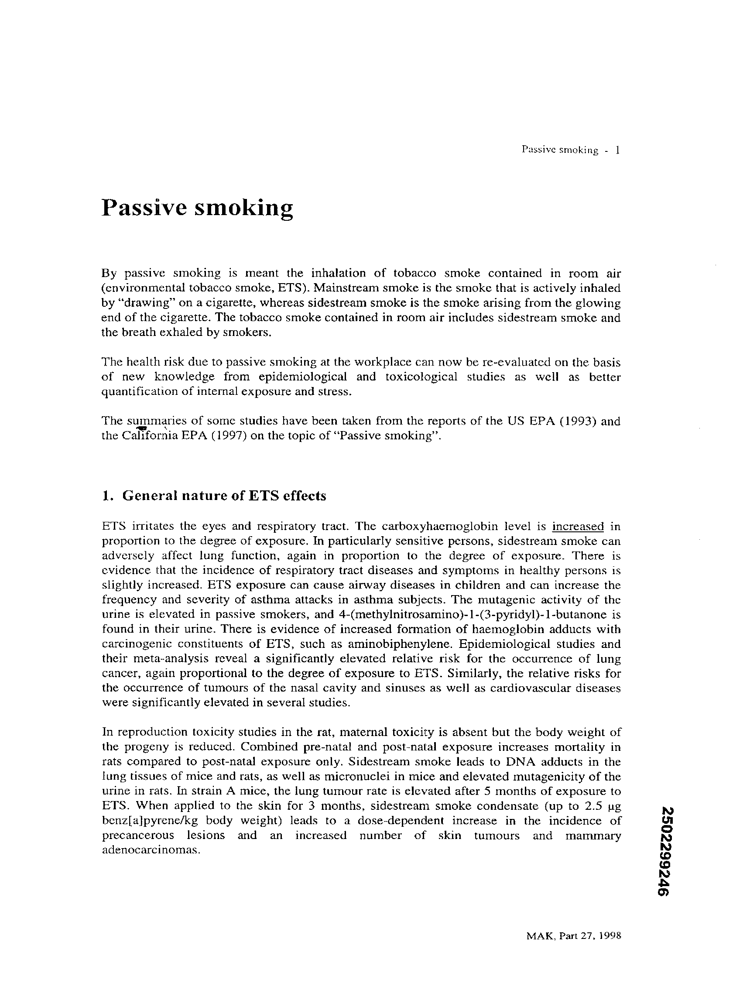 Passive smoking - 1
Passive smoking
By passive smoking is meant the inhalation of tobacco smoke contained in room air
(environmental tobacco smoke, ETS). Mainstream smoke is the smoke that is actively inhaled
by “drawing” on a cigarette, whereas sidestream smoke is the smoke arising from the glowing
end of the cigarette. The tobacco smoke contained in room air includes sidestream smoke and
the breath exhaled by smokers.
The health risk due to passive smoking at the workplace can now be re-evaluated on the basis
of new knowledge from epidemiological and toxicological studies as well as better
quantification of internal exposure and stress.
The summaries of some studies have been taken from the reports of the US EPA (1993) and
the California EPA (1997) on the topic of “Passive smoking”.
1. General nature of ETS effects
ETS irritates the eyes and respiratory tract. The carboxyhaemoglobin level is increased in
proportion to the degree of exposure. In particularly sensitive persons, sidestream smoke can
adversely affect lung function, again in proportion to the degree of exposure. There is
evidence that the incidence of respiratory tract diseases and symptoms in healthy persons is
slightly increased. ETS exposure can cause airway diseases in children and can increase the
frequency and severity of asthma attacks in asthma subjects. The mutagenic activity of the
urine is elevated in passive smokers, and 4-(methylnitrosamino)-1-(3-pyridyl)-1-butanone is
found in their urine. There is evidence of increased formation of haemoglobin adducts with
carcinogenic constituents of ETS, such as aminobiphenylene. Epidemiological studies and
their meta-analysis reveal a significantly elevated relative risk for the occurrence of lung
cancer, again proportional to the degree of exposure to ETS. Similarly, the relative risks for
the occurrence of tumours of the nasal cavity and sinuses as well as cardiovascular diseases
were significantly elevated in several studies.
In reproduction toxicity studies in the rat, maternal toxicity is absent but the body weight of
the progeny is reduced. Combined pre-natal and post-natal exposure increases mortality in
rats compared to post-natal exposure only. Sidestream smoke leads to DNA adducts in the
lung tissues of mice and rats, as well as micronuclei in mice and elevated mutagenicity of the
urine in rats. In strain A mice, the lung tumour rate is elevated after 5 months of exposure to
ETS. When applied to the skin for 3 months, sidestream smoke condensate (up to 2.5 µg
benz[a]pyrene/kg body weight) leads to a dose-dependent increase in the incidence of
precancerous lesions and an increased number of skin tumours and mammary
adenocarcinomas.
2502299246
MAK, Part 27, 1998